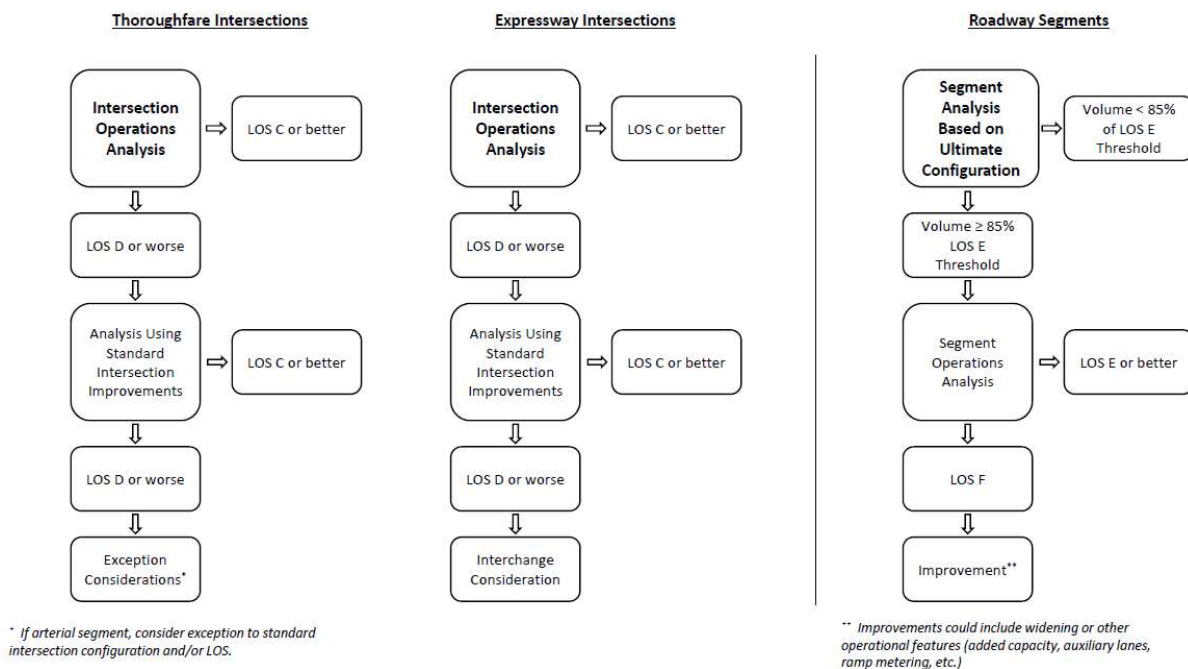 Thoroughfare Intersections
Intersection
Operations
Analysis
LOS C or better
LOS D or worse
Analysis Using
Standard
Intersection
Improvements
LOS C or better
LOS D or worse
Exception
Considerations*
* If arterial segment, consider exception to standard
intersection configuration and/or LOS.
Expressway Intersections
Intersection
Operations
Analysis
LOS C or better
LOS D or worse
Analysis Using
Standard
Intersection
Improvements
LOS C or better
LOS D or worse
Interchange
Consideration
Roadway Segments
Segment
Analysis
Based on
Ultimate
Configuration
Volume < 85%
of LOS E
Threshold
Volume ≥ 85%
LOS E
Threshold
Segment
Operations
Analysis
LOS E or better
LOS F
Improvement**
** Improvements could include widening or other
operational features (added capacity, auxiliary lanes,
ramp metering, etc.)